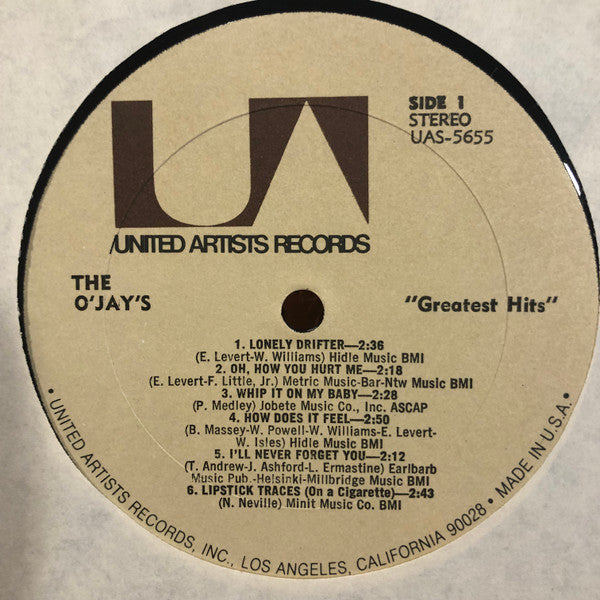 UA
SIDE 1
STEREO
UAS-5655
UNITED ARTISTS RECORDS
THE
O'JAY'S
"Greatest Hits"
1. LONELY DRIFTER—2:36
(E. Levert-W. Williams) Hidle Music BMI
2. OH, HOW YOU HURT ME—2:18
(E. Levert-F. Little, Jr.) Metric Music-Bar-Ntw Music BMI
3. WHIP IT ON MY BABY—2:28
(P. Medley) Jobete Music Co., Inc. ASCAP
4. HOW DOES IT FEEL—2:50
(B. Massey-W. Powell-W. Williams-E. Levert-
W. Isles) Hidle Music BMI
5. I'LL NEVER FORGET YOU—2:12
(T. Andrew-J. Ashford-L. Ermastine) Earlbarb
Music Pub.-Helsinki-Millbridge Music BMI
6. LIPSTICK TRACES (On a Cigarette)—2:43
(N. Neville) Minit Music Co. BMI
• UNITED ARTISTS RECORDS, INC., LOS ANGELES, CALIFORNIA 90028 • MADE IN U.S.A. •